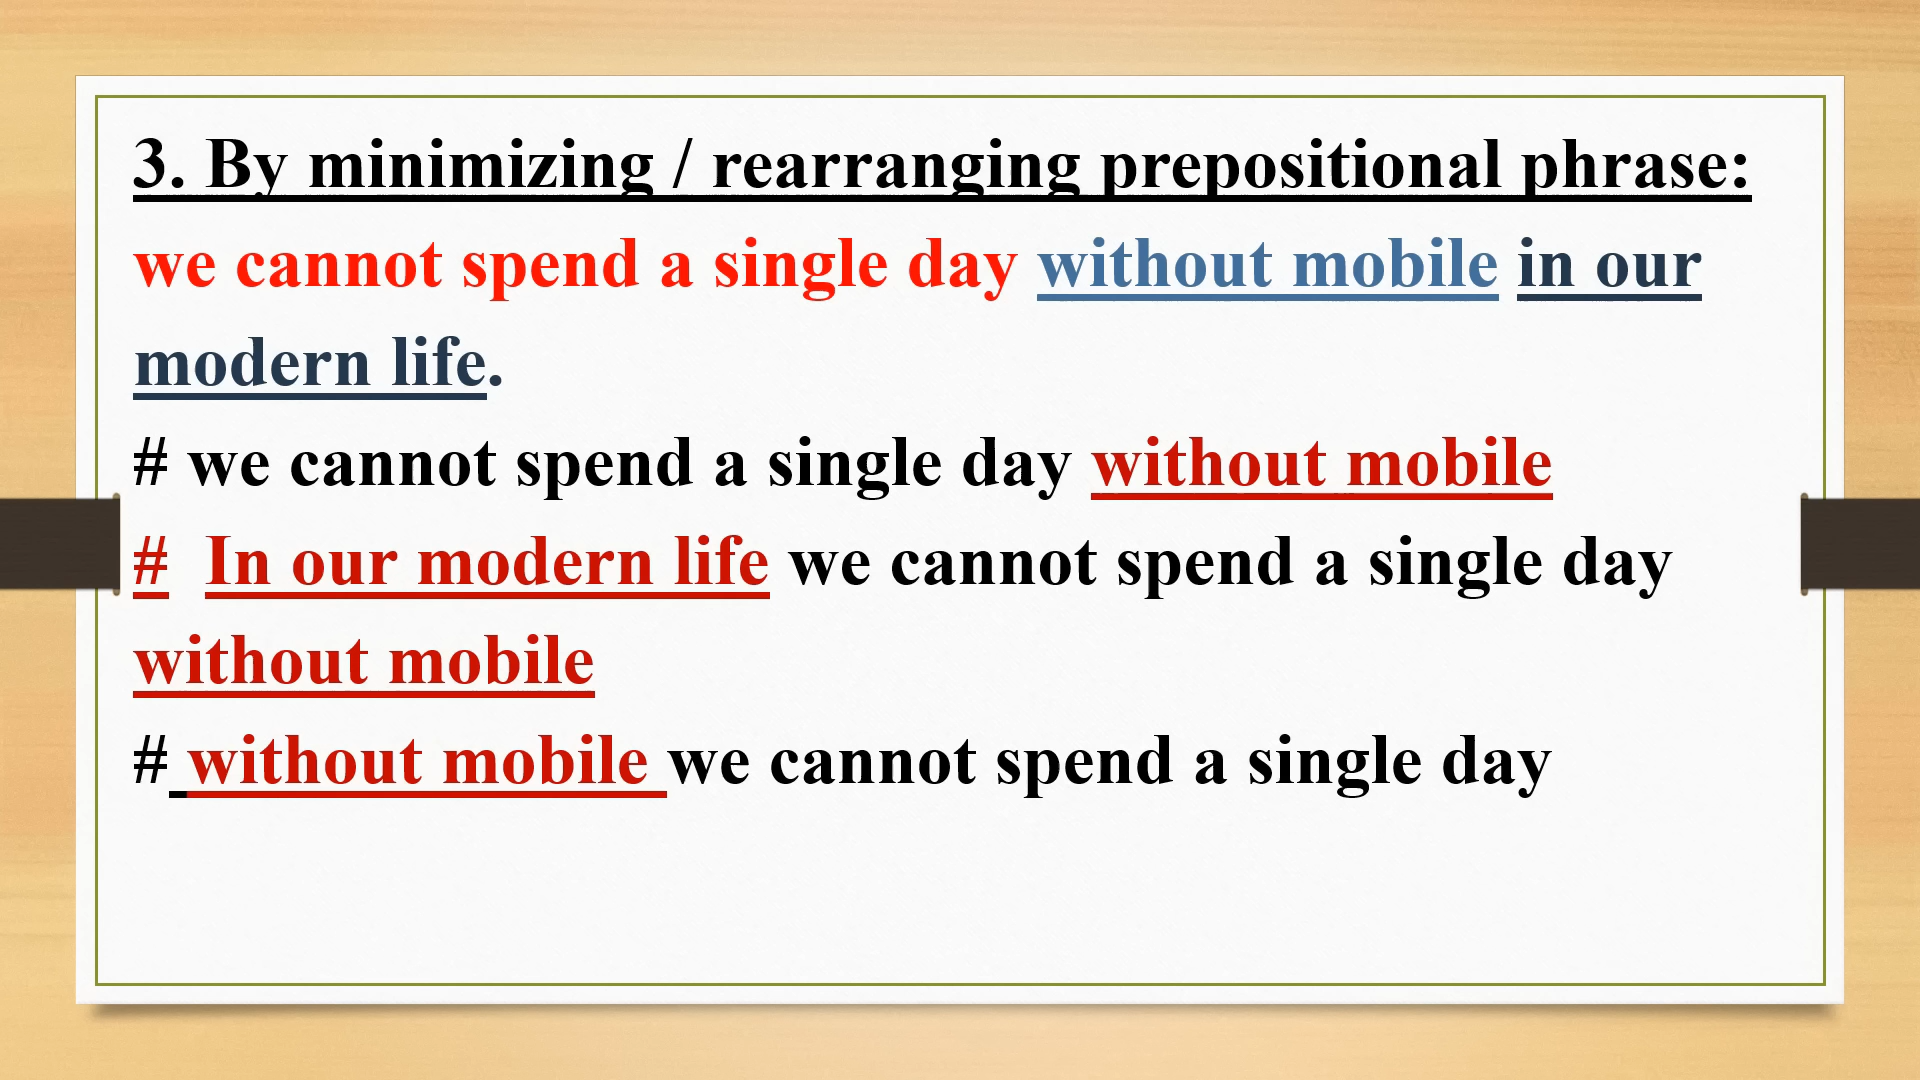 3. By minimizing / rearranging prepositional phrase:
we cannot spend a single day without mobile in our
modern life.
# we cannot spend a single day without mobile
#  In our modern life we cannot spend a single day
without mobile
# without mobile we cannot spend a single day